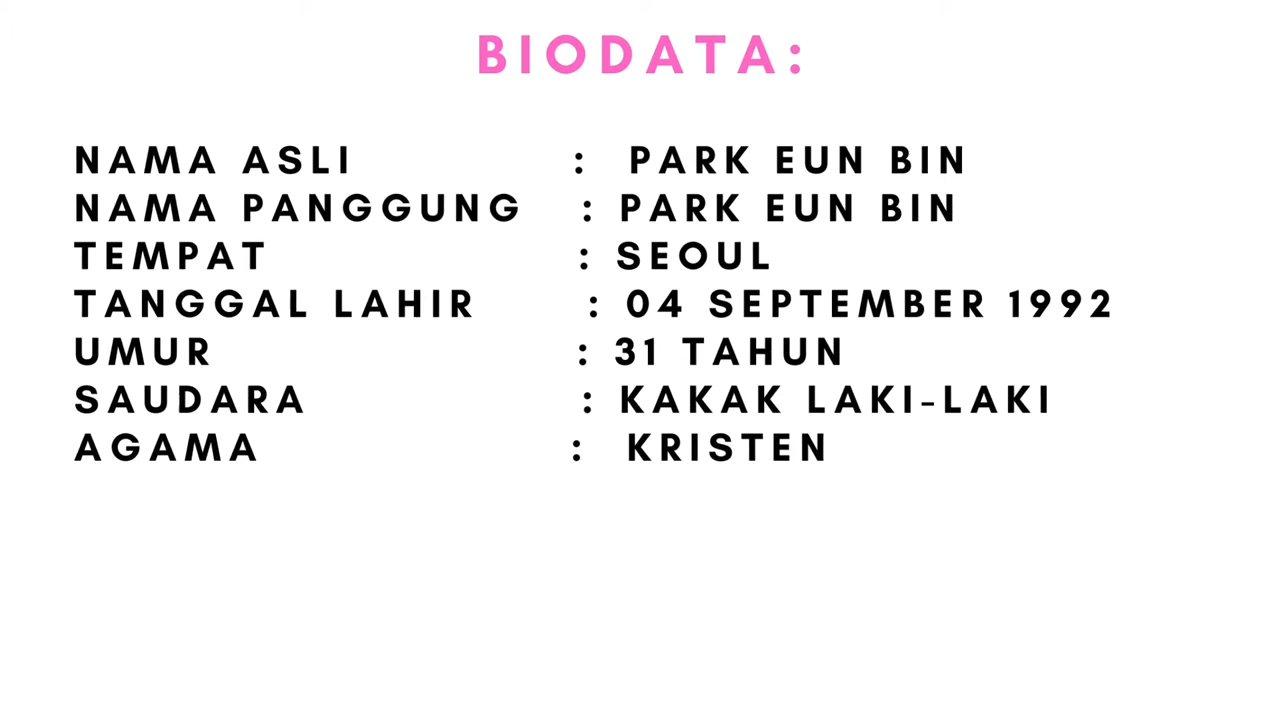 BIODATA:
NAMA ASLI : PARK EUN BIN
NAMA PANGGUNG : PARK EUN BIN
TEMPAT : SEOUL
TANGGAL LAHIR : 04 SEPTEMBER 1992
UMUR : 31 TAHUN
SAUDARA : KAKAK LAKI-LAKI
AGAMA : KRISTEN